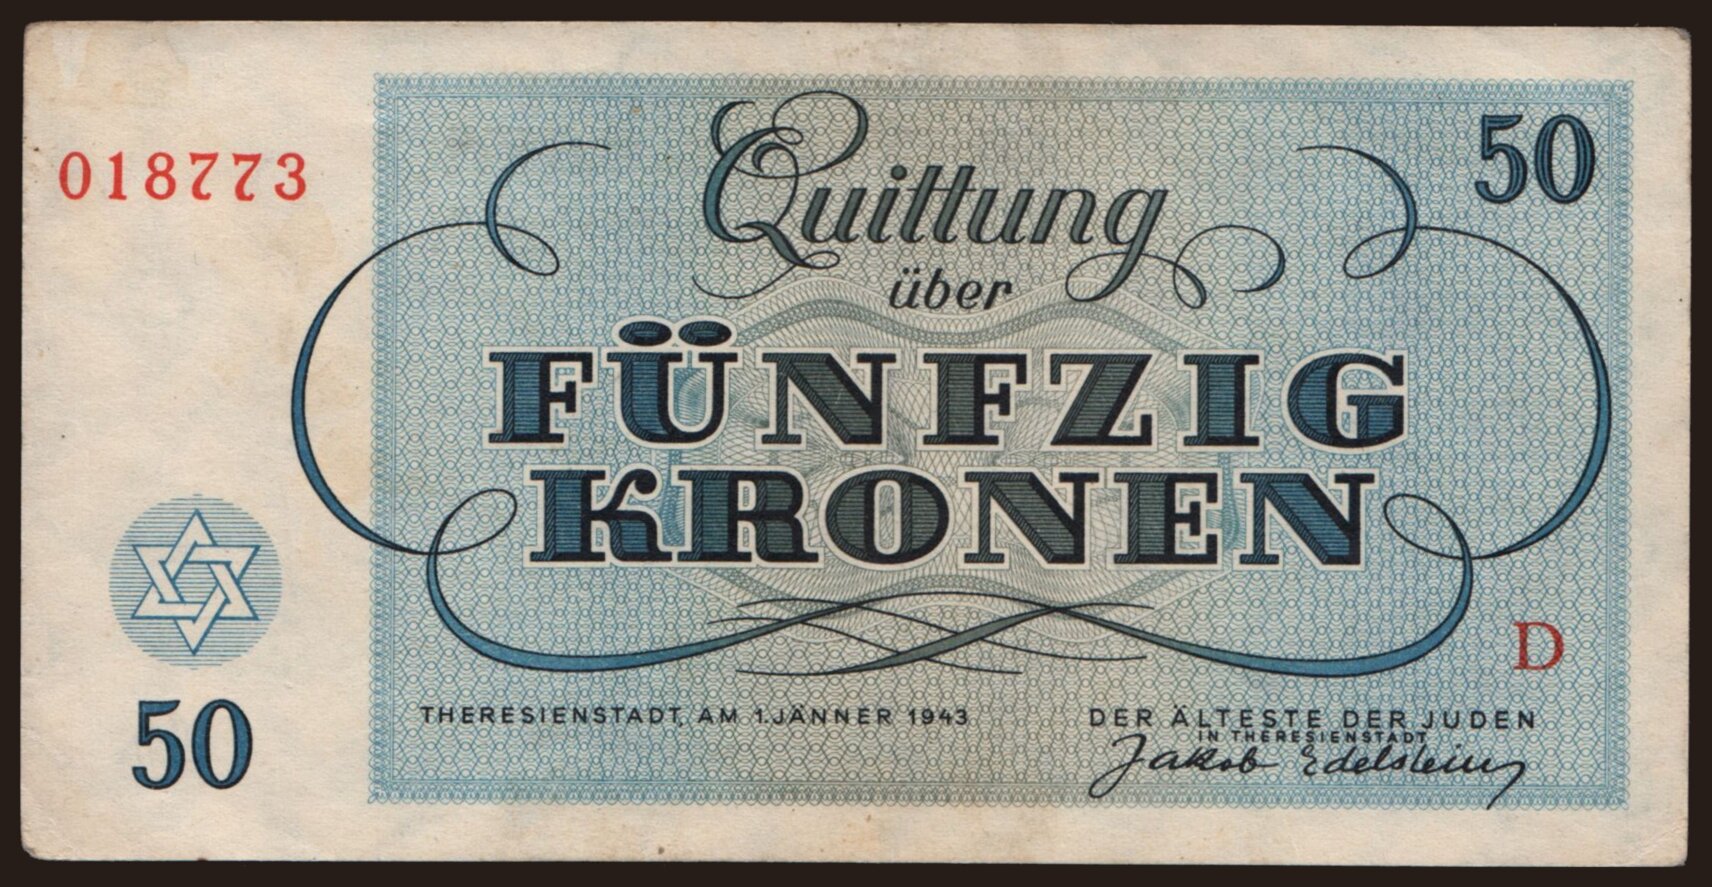 018773
50
Quittung
über
FÜNFZIG
KRONEN
D
50
THERESIENSTADT, AM 1. JÄNNER 1943
DER ÄLTESTE DER JUDEN
IN THERESIENSTADT
Jakob Edelstein